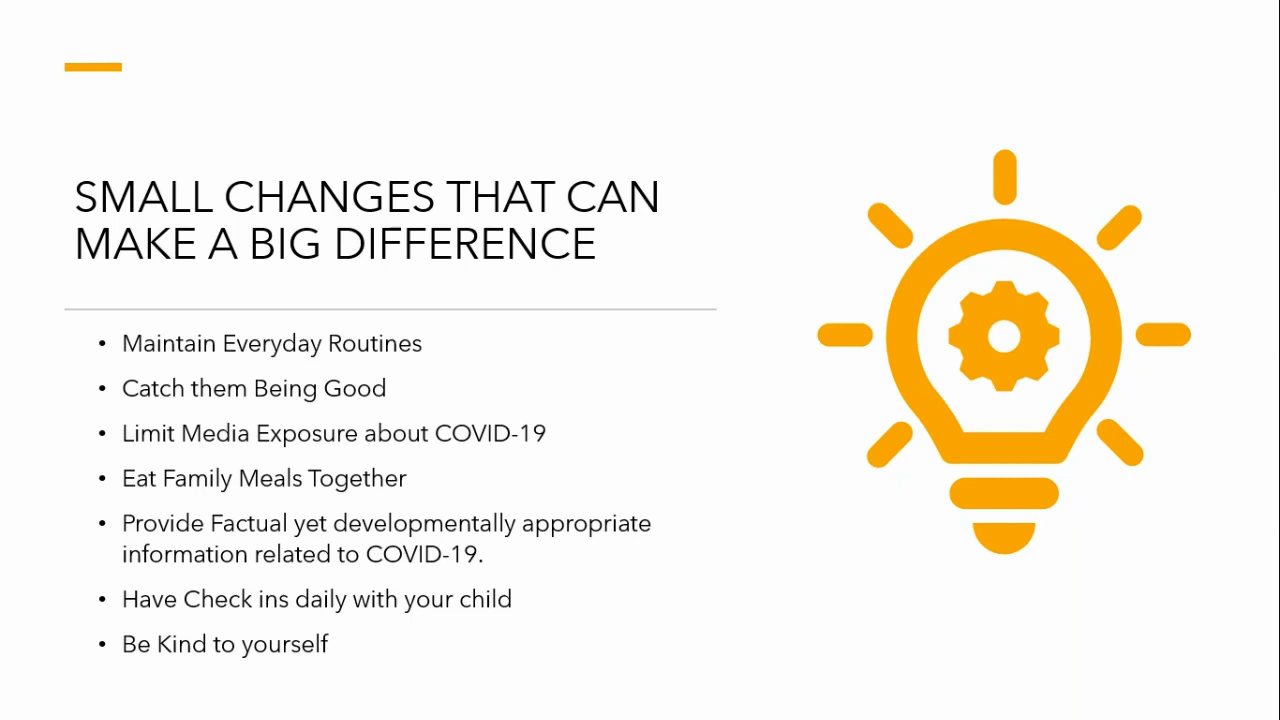 SMALL CHANGES THAT CAN
MAKE A BIG DIFFERENCE
• Maintain Everyday Routines
• Catch them Being Good
• Limit Media Exposure about COVID-19
• Eat Family Meals Together
• Provide Factual yet developmentally appropriate
information related to COVID-19.
• Have Check ins daily with your child
• Be Kind to yourself